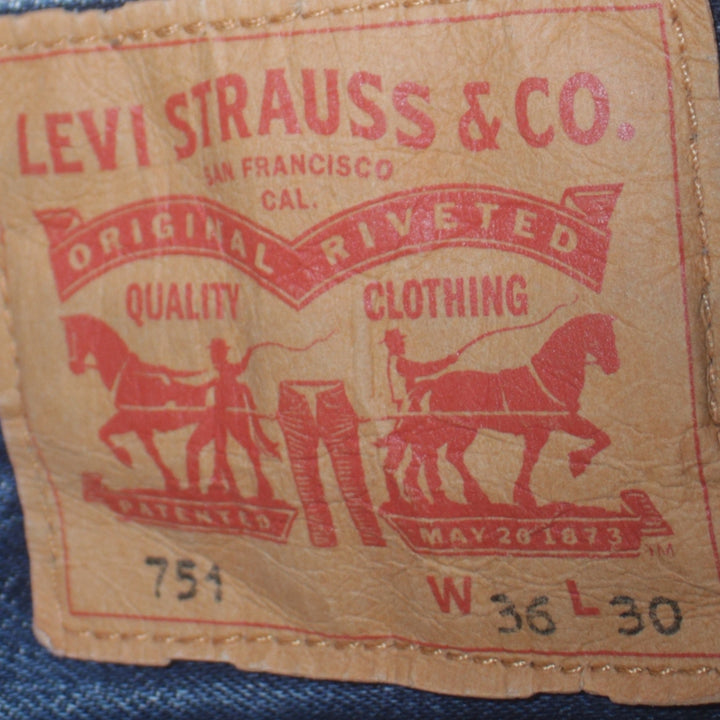 LEVI STRAUSS & CO.
SAN FRANCISCO
CAL.
ORIGINAL RIVETED
QUALITY CLOTHING
PATENTED MAY 20 1873
TM
751 W 36 L 30